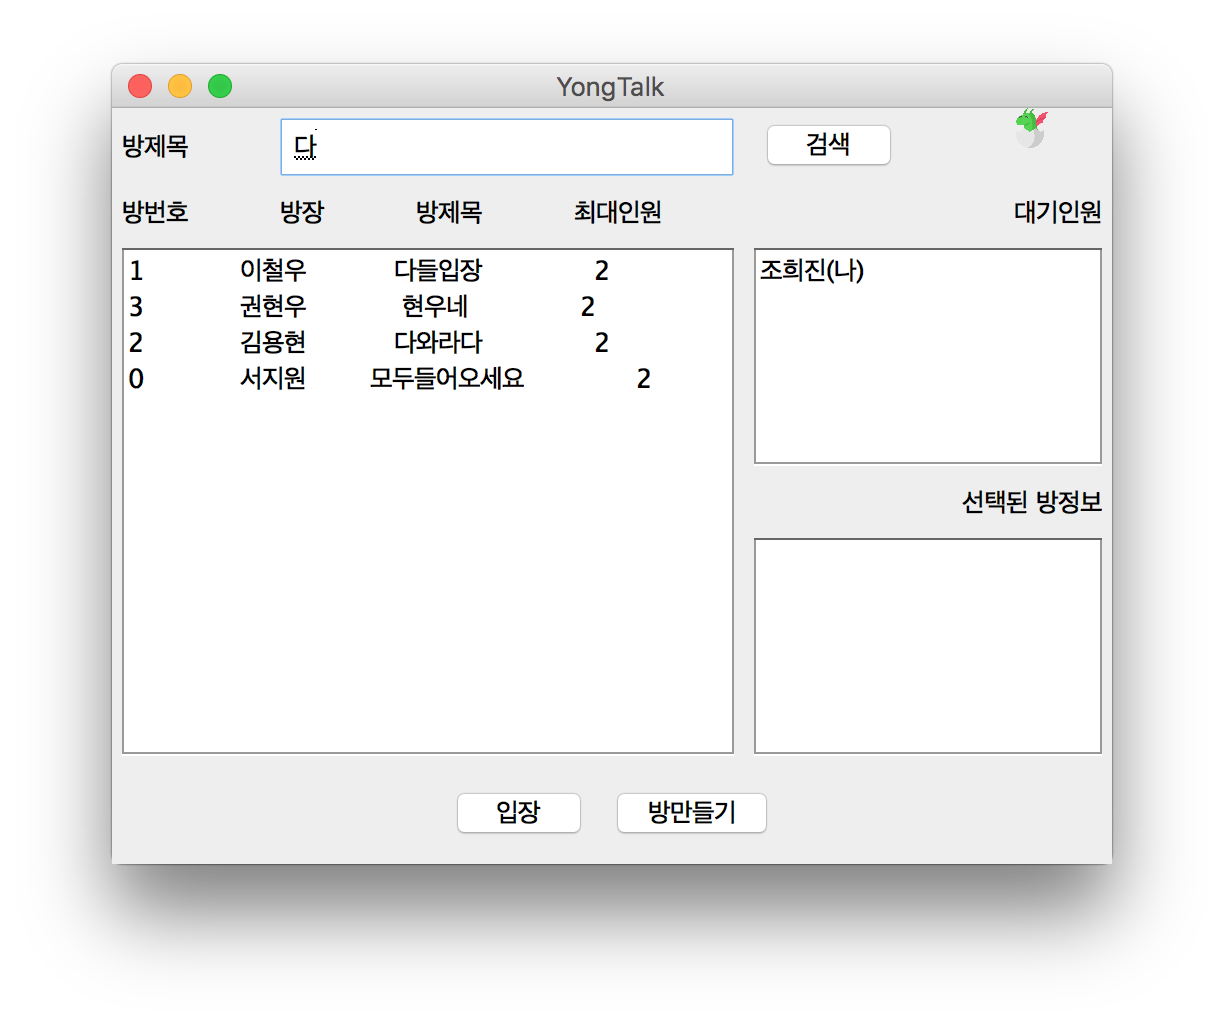 YongTalk
방제목 다 검색
방번호 방장 방제목 최대인원
1 이철우 다들입장 2
3 권현우 현우네 2
2 김용현 다와라다 2
0 서지원 모두들어오세요 2
대기인원
조희진(나)
선택된 방정보
입장 방만들기